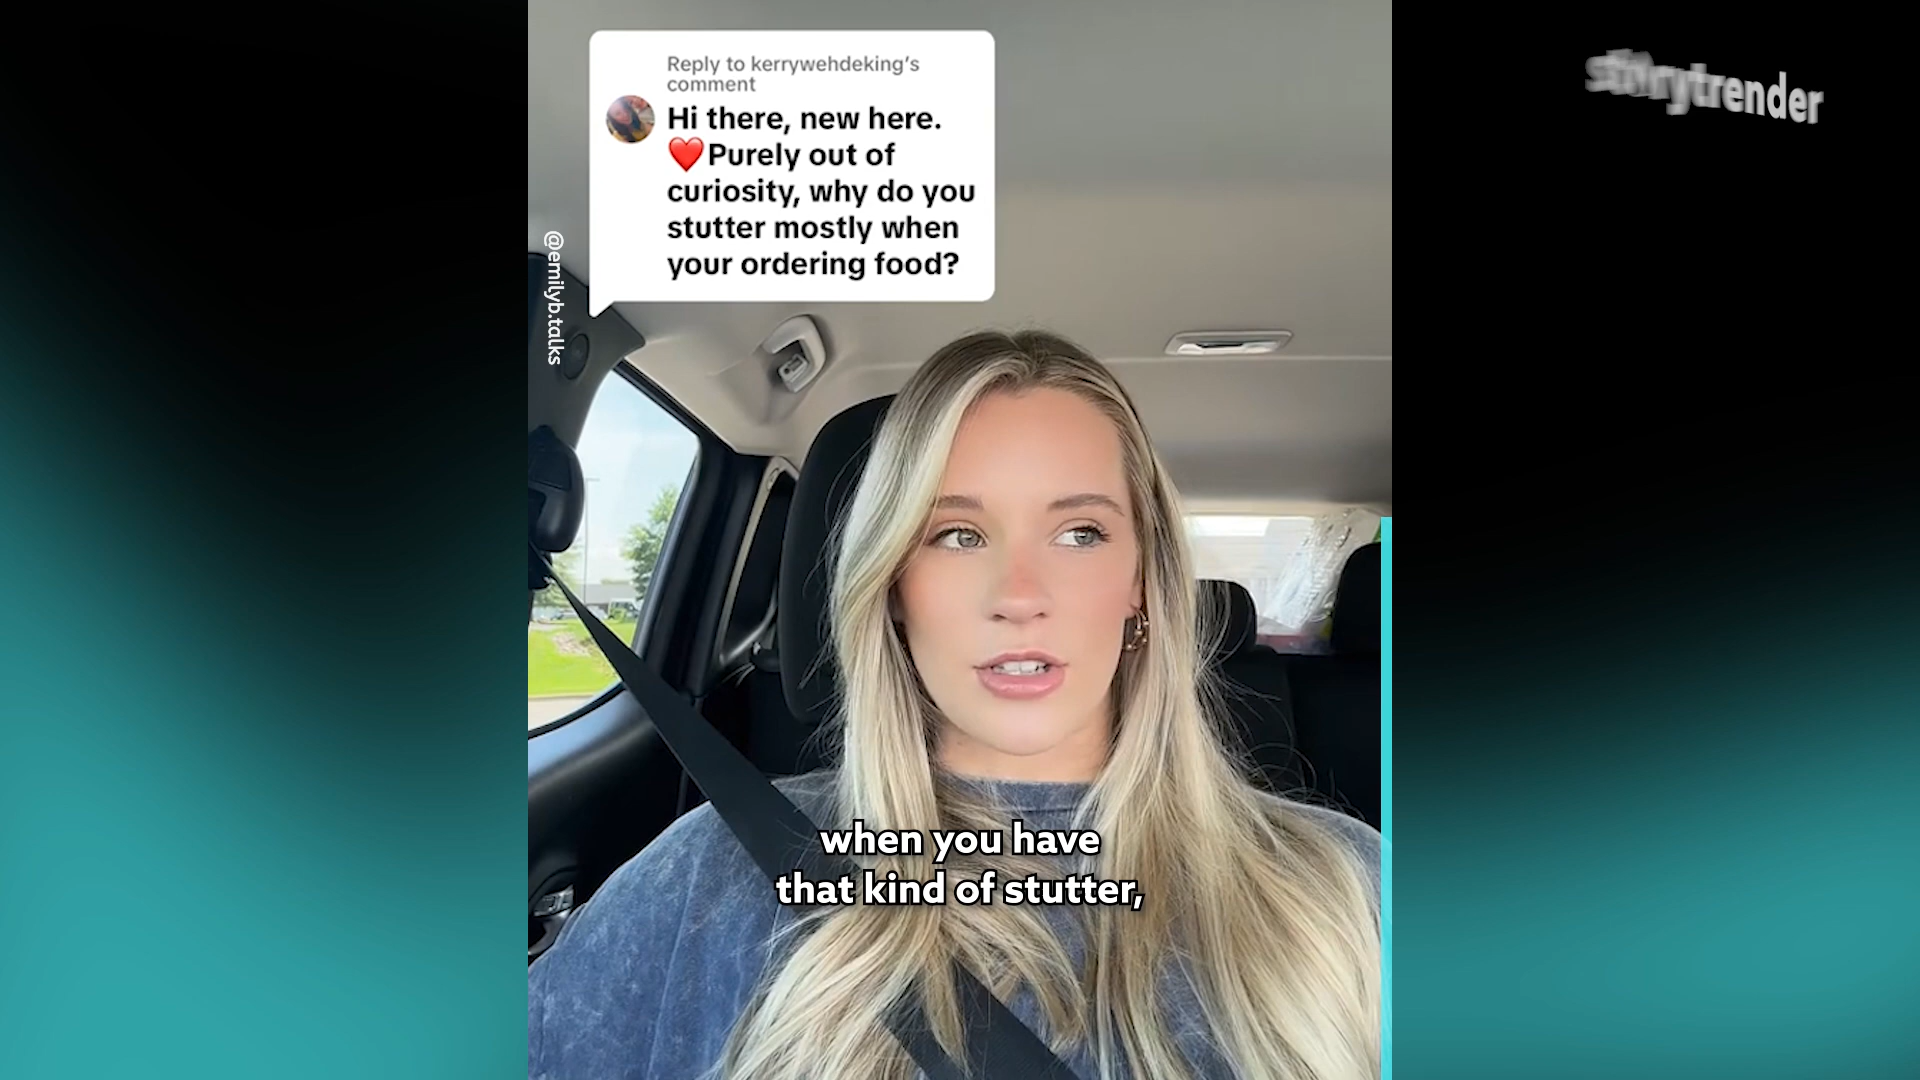 Reply to kerrywehdeking's
comment
Hi there, new here.
❤️Purely out of
curiosity, why do you
stutter mostly when
your ordering food?
@emilyb.talks
storytrender
when you have
that kind of stutter,